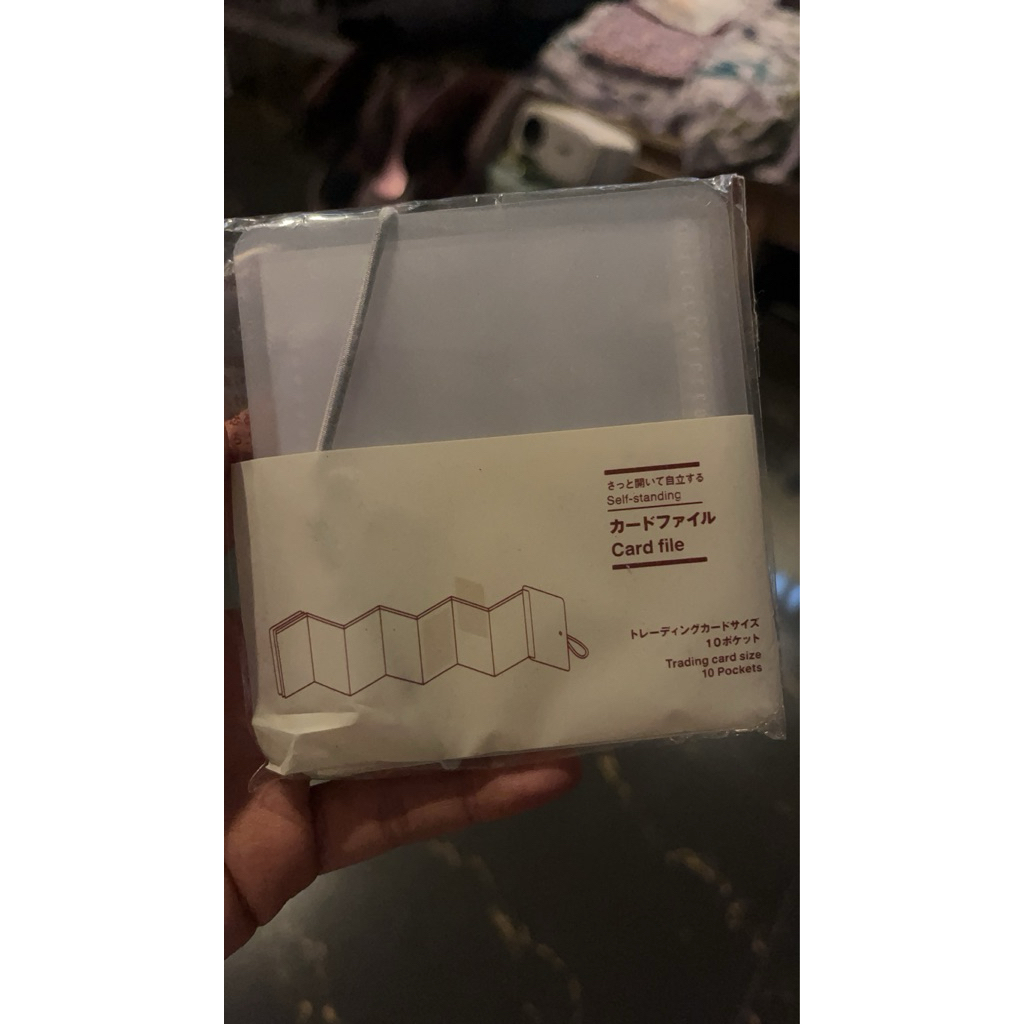 さっと開いて自立する
Self-standing
カードファイル
Card file
トレーディングカードサイズ
10ポケット
Trading card size
10 Pockets